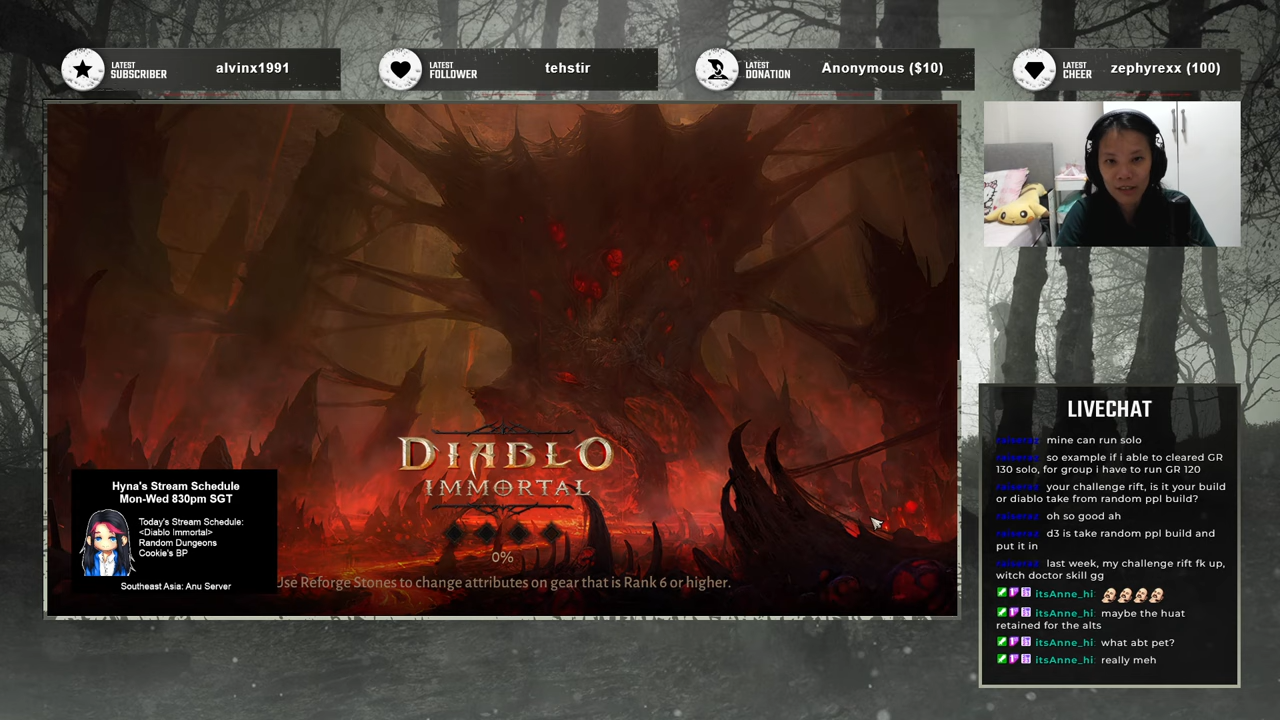 LATEST
SUBSCRIBER
alvinx1991
LATEST
FOLLOWER
tehstir
LATEST
DONATION
Anonymous ($10)
LATEST
CHEER
zephyrexx (100)
DIABLO
IMMORTAL
0%
Use Reforge Stones to change attributes on gear that is Rank 6 or higher.
Hyna's Stream Schedule
Mon-Wed 830pm SGT
Today's Stream Schedule:
<Diablo Immortal>
Random Dungeons
Cookie's BP
Southeast Asia: Anu Server
LIVECHAT
mine can run solo
so example if i able to cleared GR
130 solo, for group i have to run GR 120
your challenge rift, is it your build
or diablo take from random ppl build?
oh so good ah
d3 is take random ppl build and
put it in
last week, my challenge rift fk up,
witch doctor skill gg
itsAnne_hi:
itsAnne_hi: maybe the huat
retained for the alts
itsAnne_hi: what abt pet?
itsAnne_hi: really meh